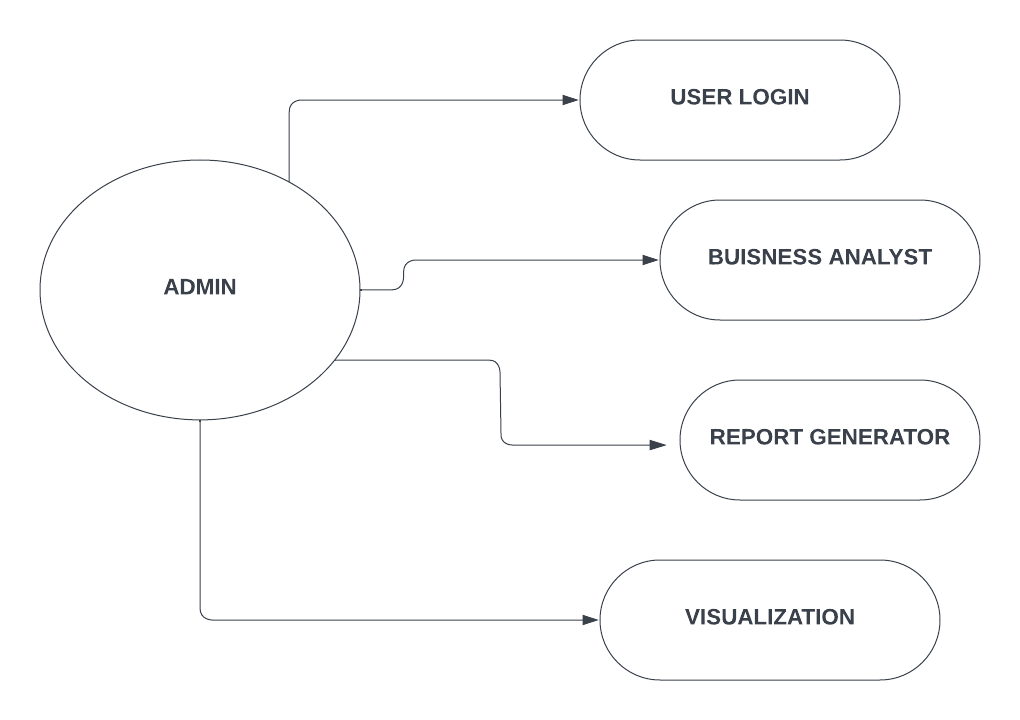 USER LOGIN
ADMIN
BUISNESS ANALYST
REPORT GENERATOR
VISUALIZATION